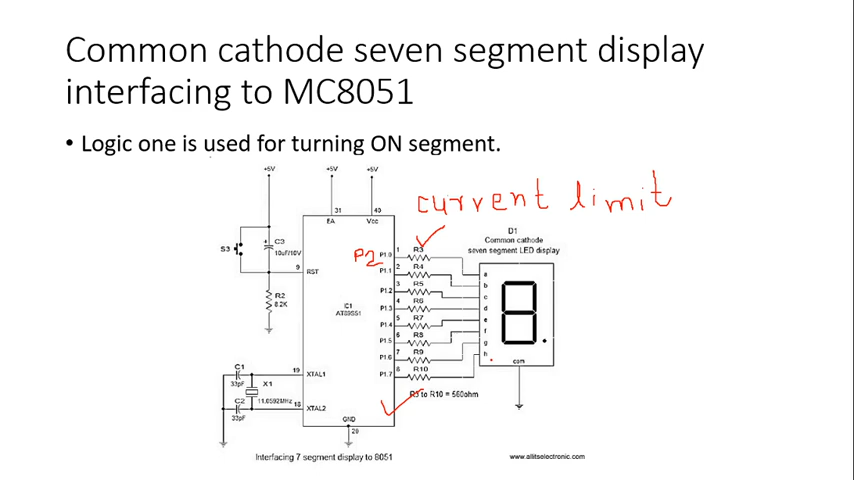 Common cathode seven segment display
interfacing to MC8051
• Logic one is used for turning ON segment.
current limit
+5V
+5V
+5V
31
40
EA
Vcc
S3
C3
10uF/10V
9
RST
R2
8.2K
IC1
AT89S51
P2
P1.0
1
R3
P1.1
2
R4
P1.2
3
R5
P1.3
4
R6
P1.4
5
R7
P1.5
6
R8
P1.6
7
R9
P1.7
8
R10
D1
Common cathode
seven segment LED display
a
b
c
d
e
f
g
h
com
C1
33pF
X1
11.0592MHz
C2
33pF
19
XTAL1
18
XTAL2
GND
20
R3 to R10 = 560ohm
Interfacing 7 segment display to 8051
www.allitselectronic.com